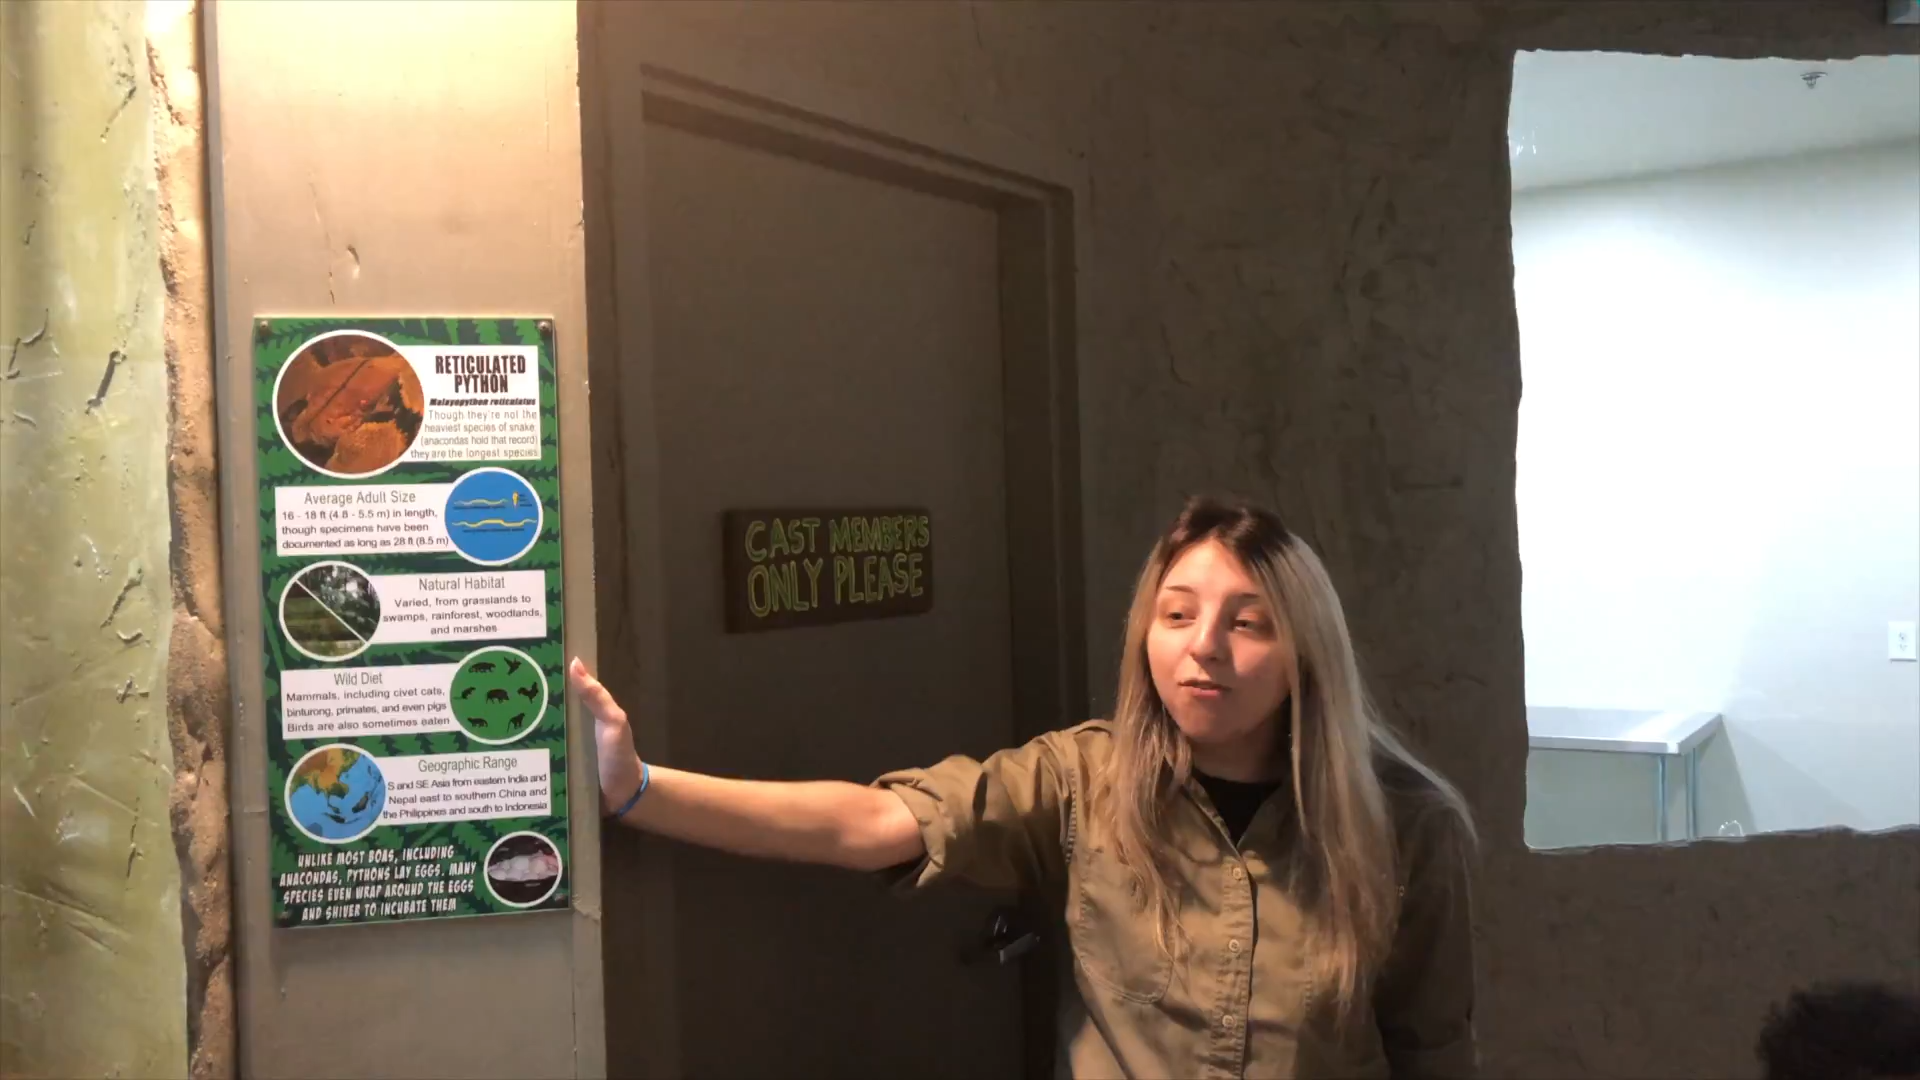 RETICULATED
PYTHON
Malayopython reticulatus
Though they're not the
heaviest species of snake
(anacondas hold that record)
they are the longest species
Average Adult Size
16 - 18 ft (4.8 - 5.5 m) in length,
though specimens have been
documented as long as 28 ft (8.5 m)
Natural Habitat
Varied, from grasslands to
swamps, rainforest, woodlands,
and marshes
Wild Diet
Mammals, including civet cats,
binturong, primates, and even pigs
Birds are also sometimes eaten
Geographic Range
S and SE Asia from eastern India and
Nepal east to southern China and
the Philippines and south to Indonesia
UNLIKE MOST BOAS, INCLUDING
ANACONDAS, PYTHONS LAY EGGS. MANY
SPECIES EVEN WRAP AROUND THE EGGS
AND SHIVER TO INCUBATE THEM
CAST MEMBERS
ONLY PLEASE